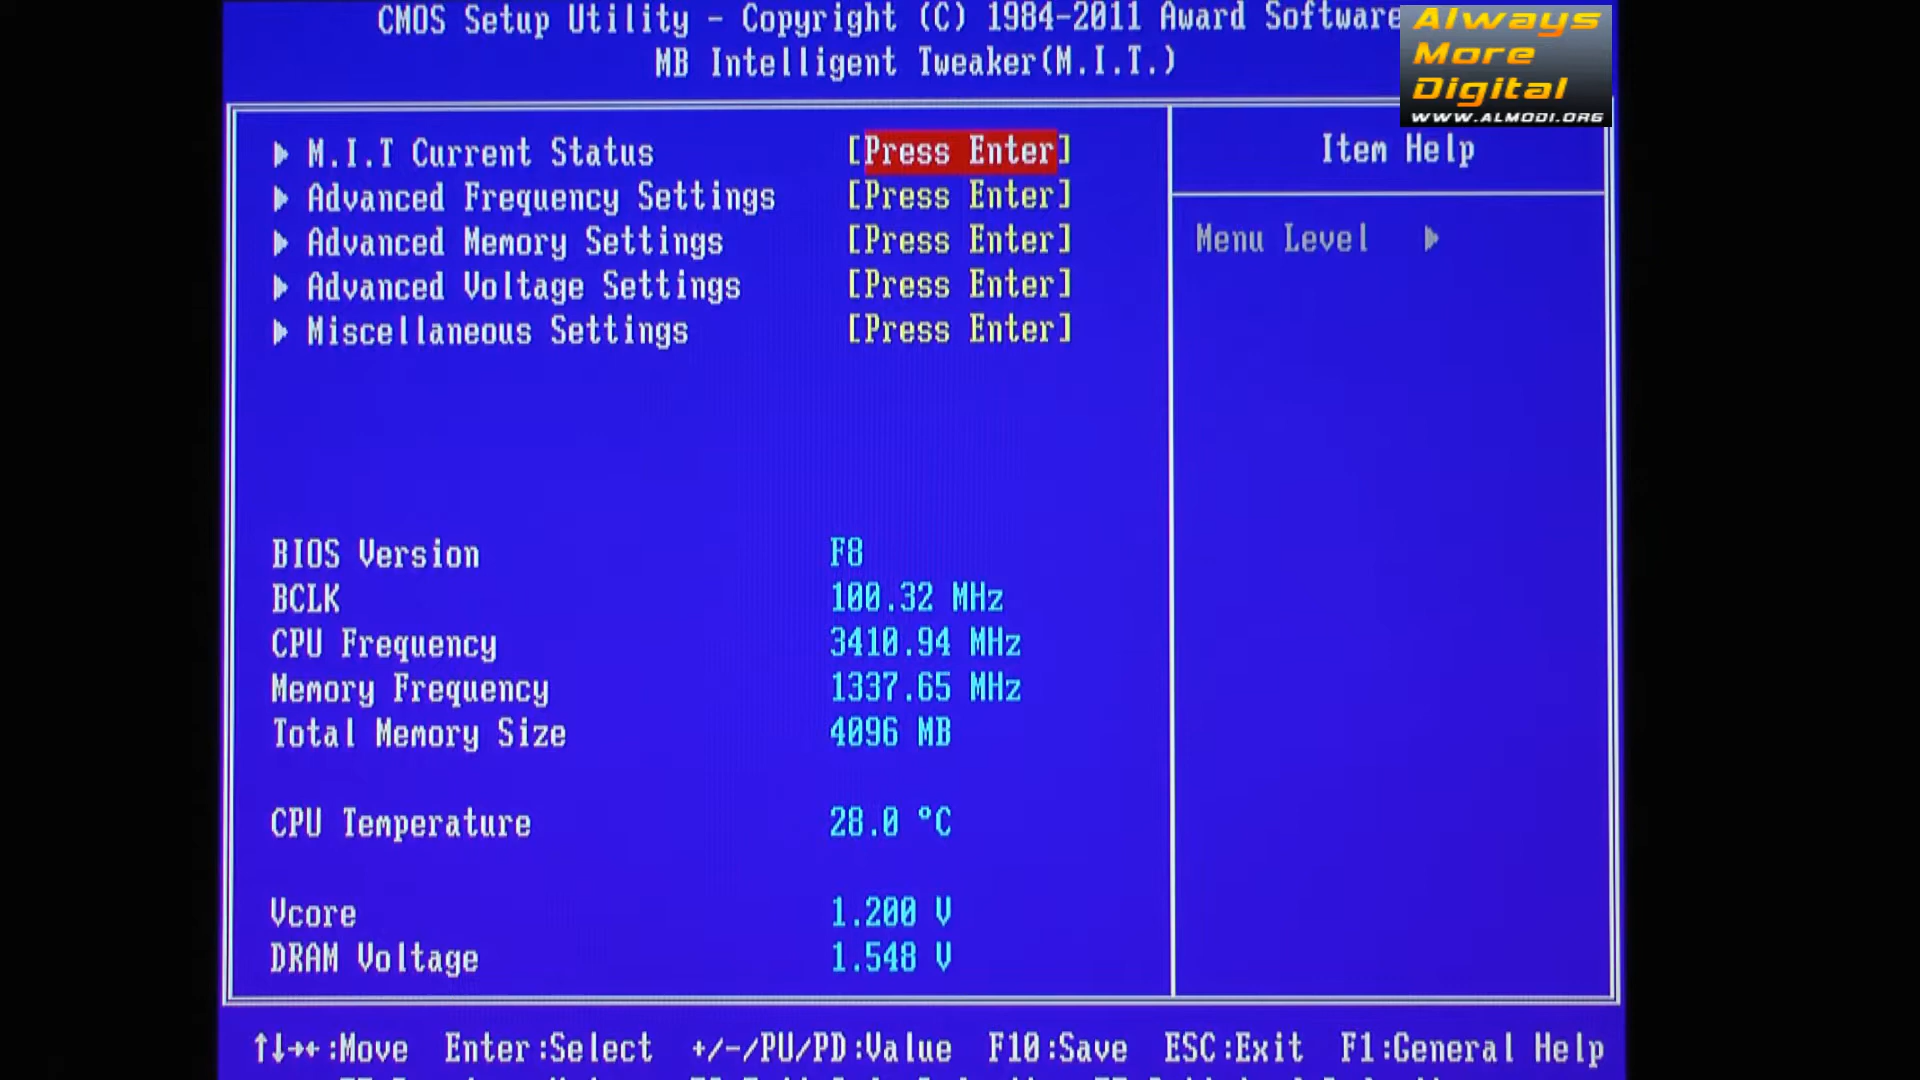 CMOS Setup Utility - Copyright (C) 1984-2011 Award Software
MB Intelligent Tweaker(M.I.T.)
Always
More
Digital
WWW.ALMODI.ORG
▶ M.I.T Current Status [Press Enter]
▶ Advanced Frequency Settings [Press Enter]
▶ Advanced Memory Settings [Press Enter]
▶ Advanced Voltage Settings [Press Enter]
▶ Miscellaneous Settings [Press Enter]
Item Help
Menu Level ▶
BIOS Version F8
BCLK 100.32 MHz
CPU Frequency 3410.94 MHz
Memory Frequency 1337.65 MHz
Total Memory Size 4096 MB
CPU Temperature 28.0 °C
Vcore 1.200 V
DRAM Voltage 1.548 V
↑↓→←:Move Enter:Select +/-/PU/PD:Value F10:Save ESC:Exit F1:General Help